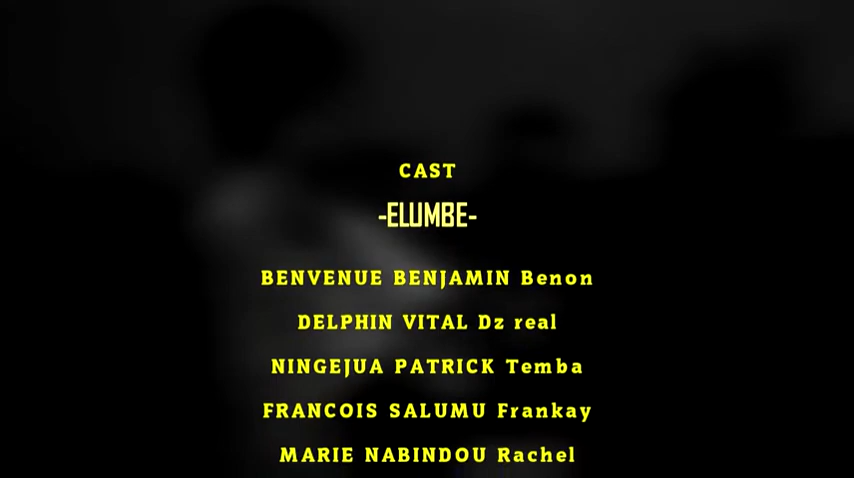 CAST
-ELUMBE-
BENVENUE BENJAMIN Benon
DELPHIN VITAL Dz real
NINGEJUA PATRICK Temba
FRANCOIS SALUMU Frankay
MARIE NABINDOU Rachel